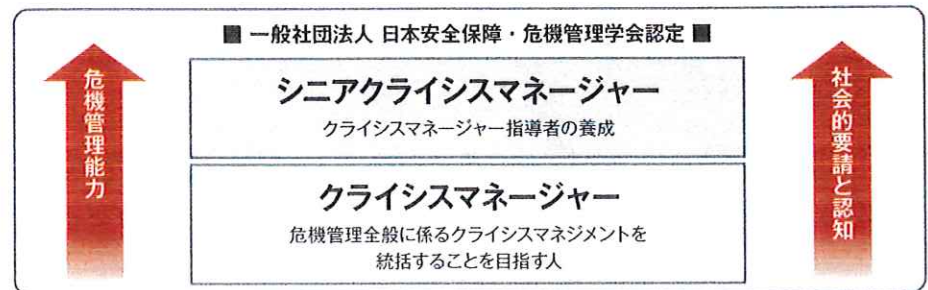 ■ 一般社団法人 日本安全保障・危機管理学会認定 ■
危機管理能力
シニアクライシスマネージャー
クライシスマネージャー指導者の養成
クライシスマネージャー
危機管理全般に係るクライシスマネジメントを
統括することを目指す人
社会的要請と認知